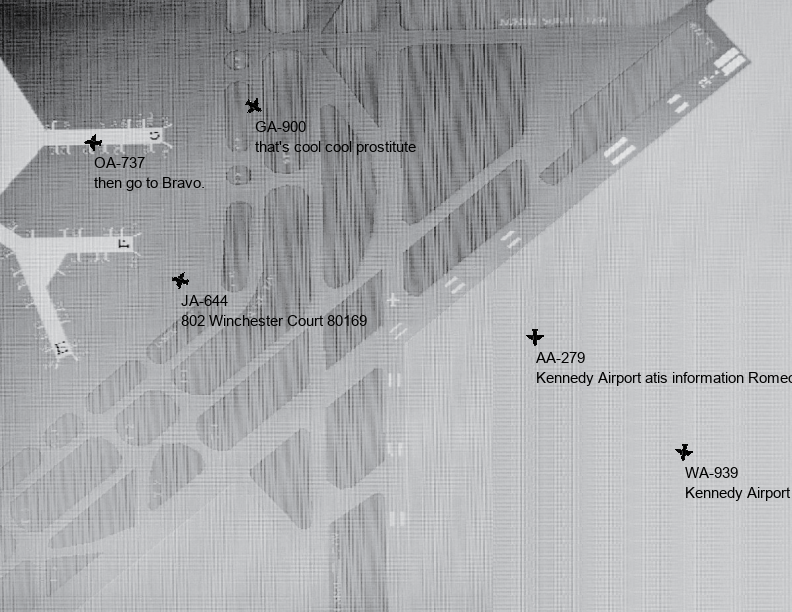 GA-900
that's cool cool prostitute
OA-737
then go to Bravo.
JA-644
802 Winchester Court 80169
AA-279
Kennedy Airport atis information Romeo
WA-939
Kennedy Airport